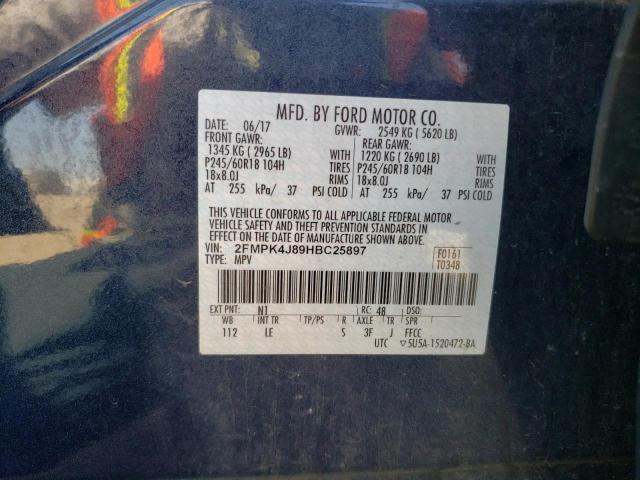 MFD. BY FORD MOTOR CO.
DATE: 06/17 GVWR: 2549 KG ( 5620 LB)
FRONT GAWR: REAR GAWR:
1345 KG ( 2965 LB) WITH 1220 KG ( 2690 LB) WITH
P245/60R18 104H TIRES P245/60R18 104H TIRES
18x8.0J RIMS 18x8.0J RIMS
AT 255 kPa/ 37 PSI COLD AT 255 kPa/ 37 PSI COLD
THIS VEHICLE CONFORMS TO ALL APPLICABLE FEDERAL MOTOR
VEHICLE SAFETY AND THEFT PREVENTION STANDARDS IN
EFFECT ON THE DATE OF MANUFACTURE SHOWN ABOVE.
VIN: 2FMPK4J89HBC25897 F0161
TYPE: MPV T0348
EXT PNT: N1 RC: 48 DSO:
WB INT TR TP/PS R AXLE TR SPR
112 LE S 3F J FFCC
UTC 5U5A-1520472-BA